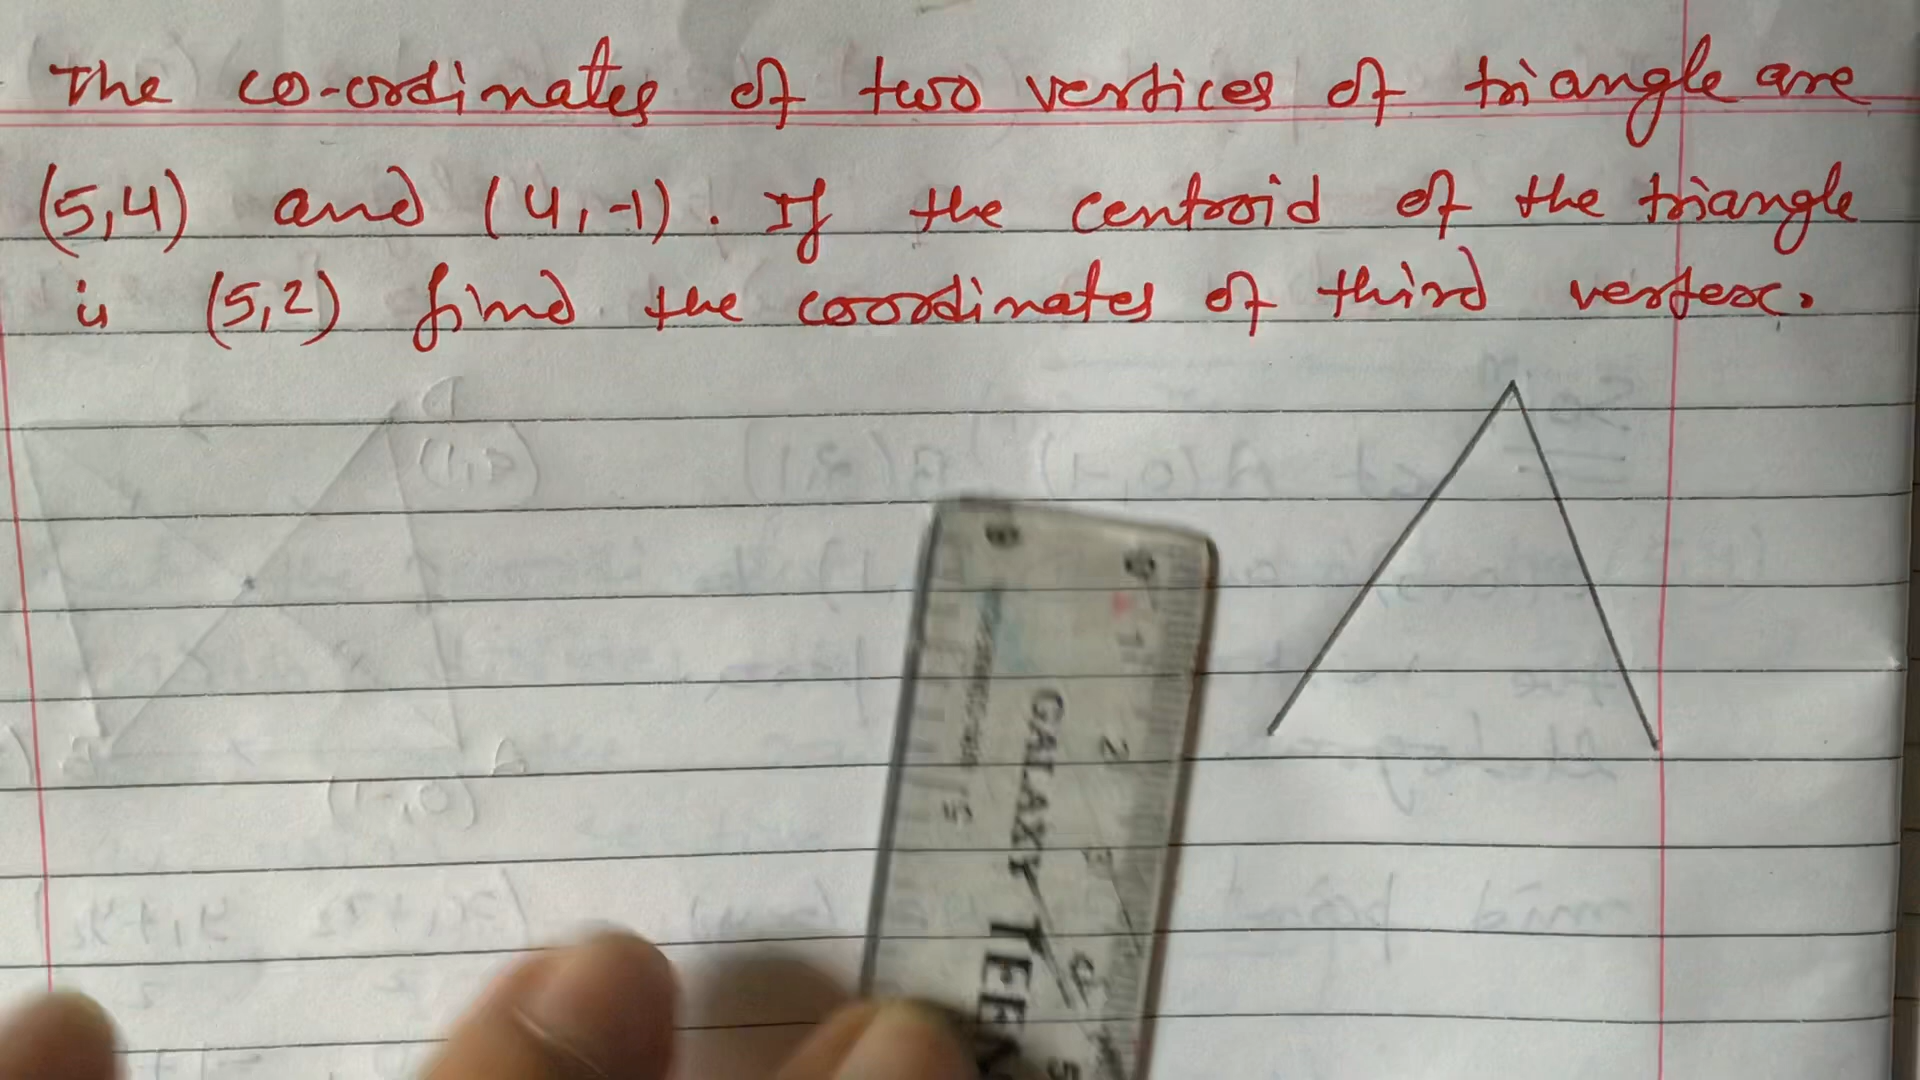 The co-ordinates of two vertices of triangle are
(5,4) and (4,-1). If the centroid of the triangle
is (5,2) find the coordinates of third vertex.
GALAXY